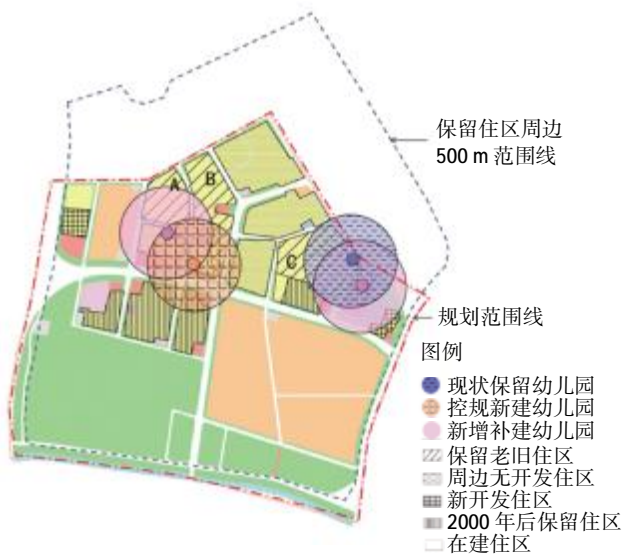 保留住区周边
500 m 范围线
A
B
C
规划范围线
图例
现状保留幼儿园
控规新建幼儿园
新增补建幼儿园
保留老旧住区
周边无开发住区
新开发住区
2000 年后保留住区
在建住区